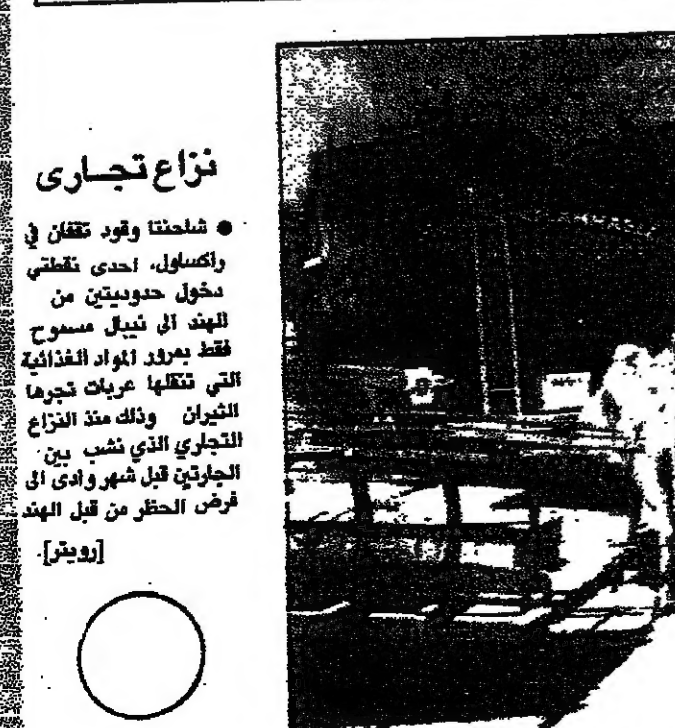 نزاع تجـاري
● شاحنتا وقود تقفان في
راكساول، احدى نقطتي
دخول حدوديتين من
الهند الى نيبال مسموح
فقط بمرور المواد الغذائية
التي تنقلها عربات تجرها
الثيران وذلك منذ النزاع
التجاري الذي نشب بين
الجارتين قبل شهر وادى الى
فرض الحظر من قبل الهند
[رويتر].